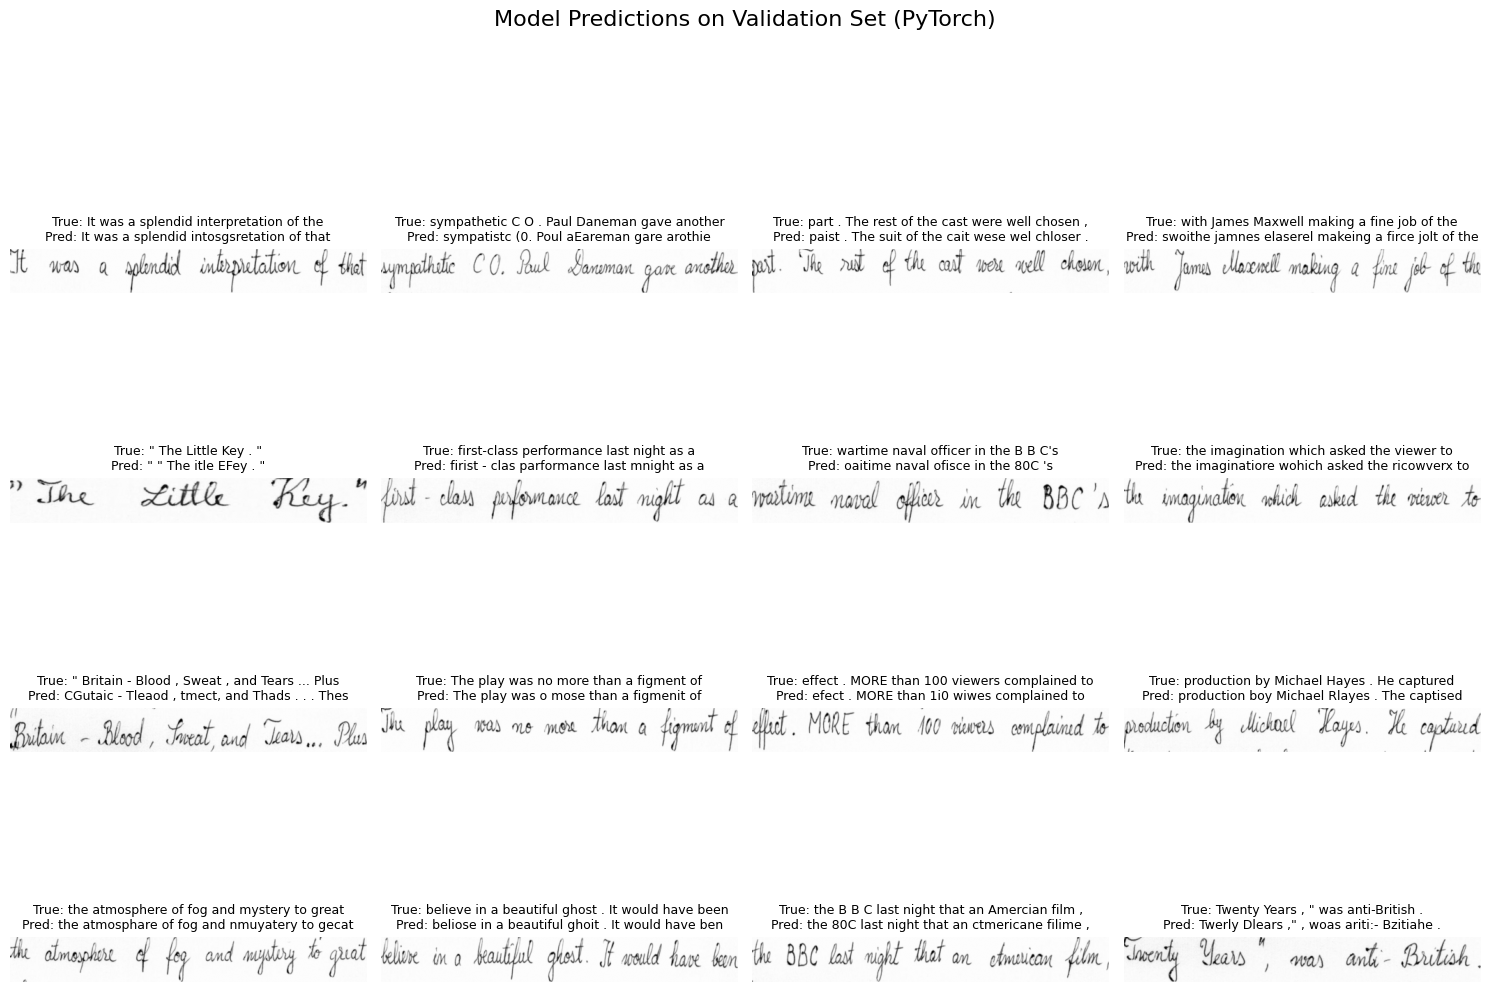 Model Predictions on Validation Set (PyTorch)
True: It was a splendid interpretation of the
Pred: It was a splendid intosgsretation of that
It was a splendid interpretation of that
True: sympathetic C O . Paul Daneman gave another
Pred: sympatistc (0. Poul aEareman gare arothie
sympathetic C O. Paul Daneman gave another
True: part . The rest of the cast were well chosen ,
Pred: paist . The suit of the cait wese wel chloser .
part. The rest of the cast were well chosen,
True: with James Maxwell making a fine job of the
Pred: swoithe jamnes elaserel makeing a firce jolt of the
with James Maxwell making a fine job of the
True: " The Little Key . "
Pred: " " The itle EFey . "
" The Little Key. "
True: first-class performance last night as a
Pred: firist - clas parformance last mnight as a
first - class performance last night as a
True: wartime naval officer in the B B C's
Pred: oaitime naval ofisce in the 80C 's
wartime naval officer in the BBC 's
True: the imagination which asked the viewer to
Pred: the imaginatiore wohich asked the ricowverx to
the imagination which asked the viewer to
True: " Britain - Blood , Sweat , and Tears ... Plus
Pred: CGutaic - Tleaod , tmect, and Thads . . . Thes
"Britain - Blood, Sweat, and Tears... Plus
True: The play was no more than a figment of
Pred: The play was o mose than a figmenit of
The play was no more than a figment of
True: effect . MORE than 100 viewers complained to
Pred: efect . MORE than 1i0 wiwes complained to
effect. MORE than 100 viewers complained to
True: production by Michael Hayes . He captured
Pred: production boy Michael Rlayes . The captised
production by Michael Hayes. He captured
True: the atmosphere of fog and mystery to great
Pred: the atmosphare of fog and nmuyatery to gecat
the atmosphere of fog and mystery to great
True: believe in a beautiful ghost . It would have been
Pred: beliose in a beautiful ghoit . It would have ben
believe in a beautiful ghost. It would have been
True: the B B C last night that an Amercian film ,
Pred: the 80C last night that an ctmericane filime ,
the BBC last night that an American film,
True: Twenty Years , " was anti-British .
Pred: Twerly Dlears ," , woas ariti:- Bzitiahe .
Twenty Years ", was anti- British.